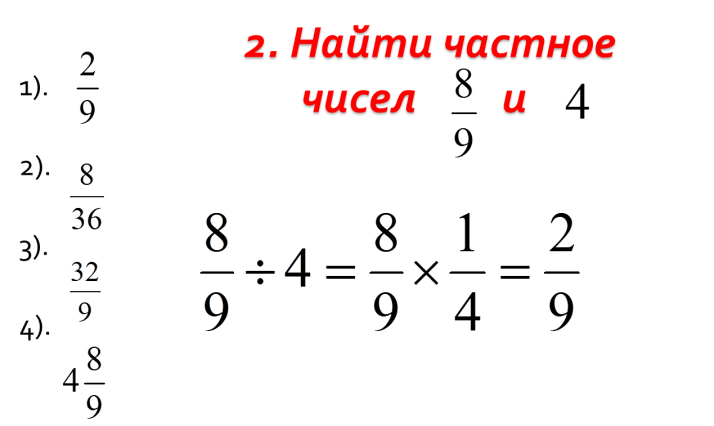 2. Найти частное
чисел 8/9 и 4
1). 2/9
2). 8/36
3). 32/9
4). 4 8/9
8/9 ÷ 4 = 8/9 × 1/4 = 2/9